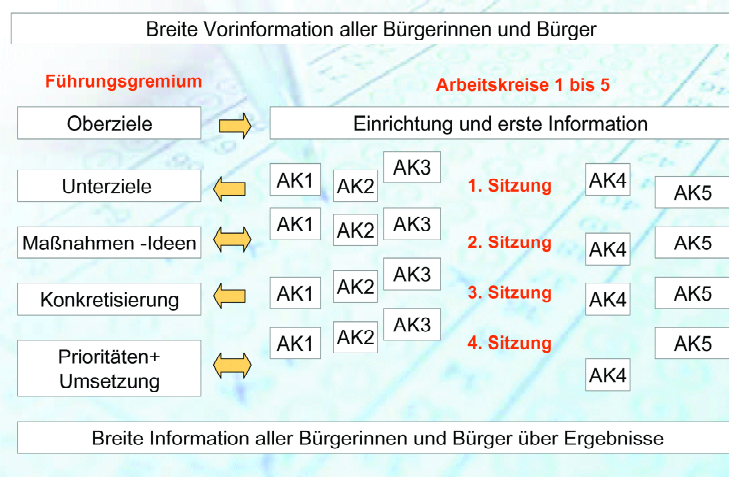 Breite Vorinformation aller Bürgerinnen und Bürger
Führungsgremium
Arbeitskreise 1 bis 5
Oberziele
Einrichtung und erste Information
Unterziele
AK1
AK2
AK3
1. Sitzung
AK4
AK5
Maßnahmen -Ideen
AK1
AK2
AK3
2. Sitzung
AK4
AK5
Konkretisierung
AK1
AK2
AK3
3. Sitzung
AK4
AK5
Prioritäten+
Umsetzung
AK1
AK2
AK3
4. Sitzung
AK4
AK5
Breite Information aller Bürgerinnen und Bürger über Ergebnisse